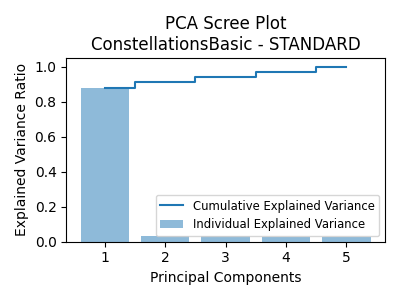 PCA Scree Plot
ConstellationsBasic - STANDARD
Explained Variance Ratio
1.0
0.8
0.6
0.4
0.2
0.0
Cumulative Explained Variance
Individual Explained Variance
1 2 3 4 5
Principal Components